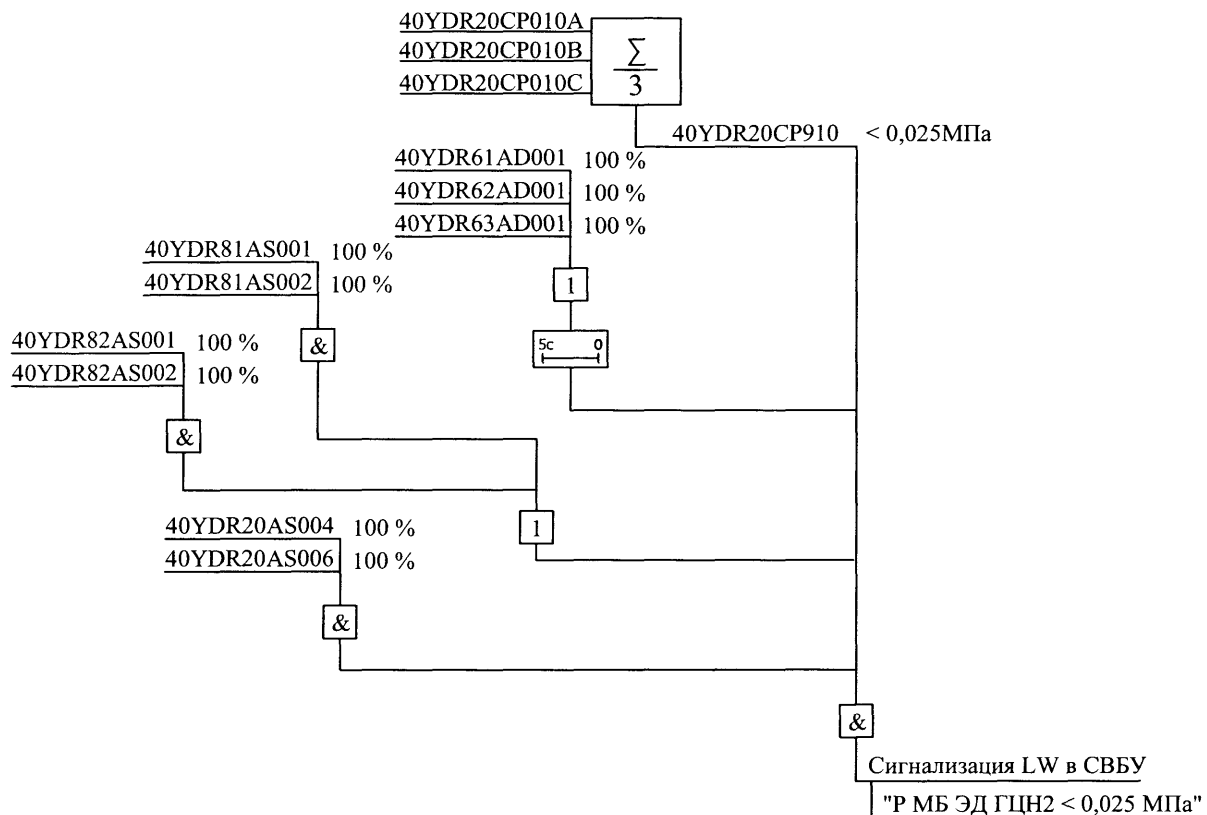 40YDR20CP010A
40YDR20CP010B
40YDR20CP010C
∑
3
40YDR20CP910 < 0,025МПа
40YDR61AD001 100 %
40YDR62AD001 100 %
40YDR63AD001 100 %
1
5с 0
40YDR81AS001 100 %
40YDR81AS002 100 %
&
40YDR82AS001 100 %
40YDR82AS002 100 %
&
1
40YDR20AS004 100 %
40YDR20AS006 100 %
&
&
Сигнализация LW в СВБУ
"Р МБ ЭД ГЦН2 < 0,025 МПа"